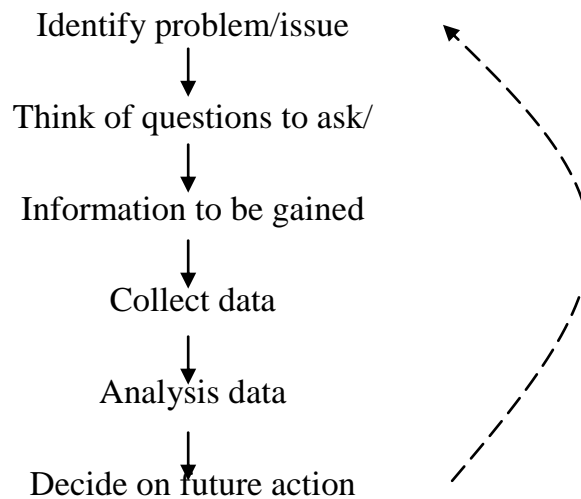 Identify problem/issue
Think of questions to ask/
Information to be gained
Collect data
Analysis data
Decide on future action